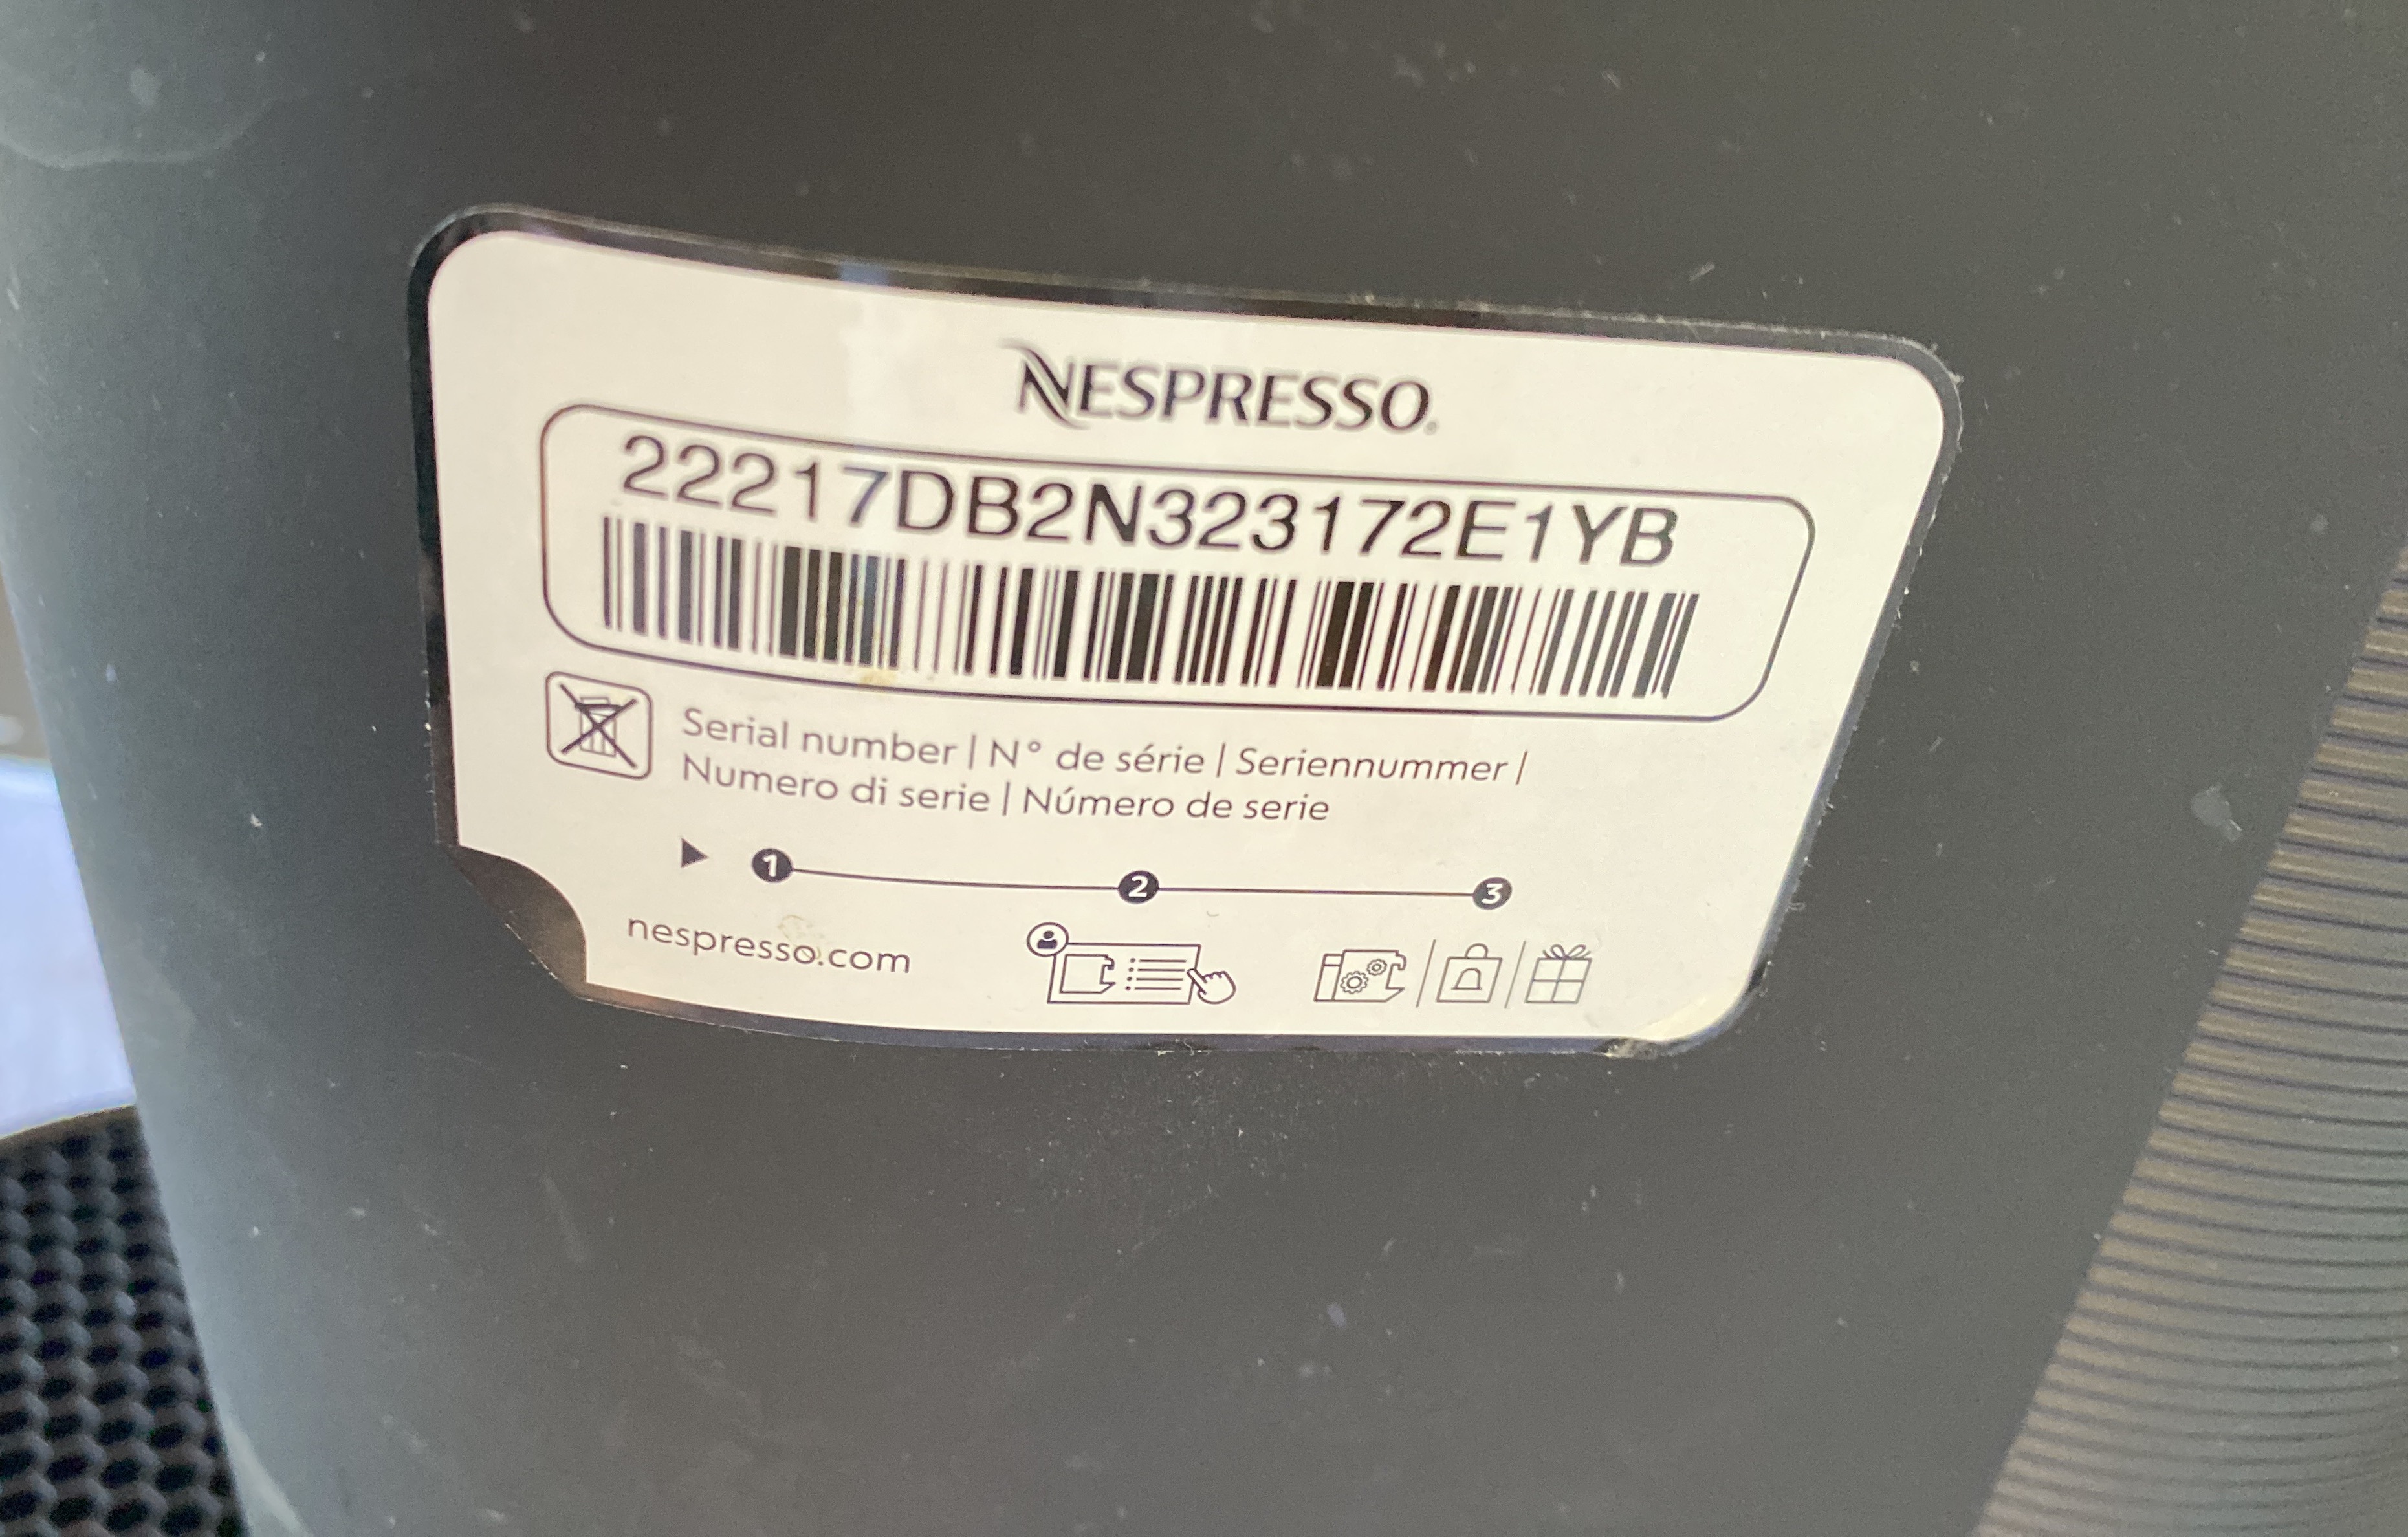 NESPRESSO
22217DB2N323172E1YB
Serial number | N° de série | Seriennummer |
Numero di serie | Número de serie
1 2 3
nespresso.com